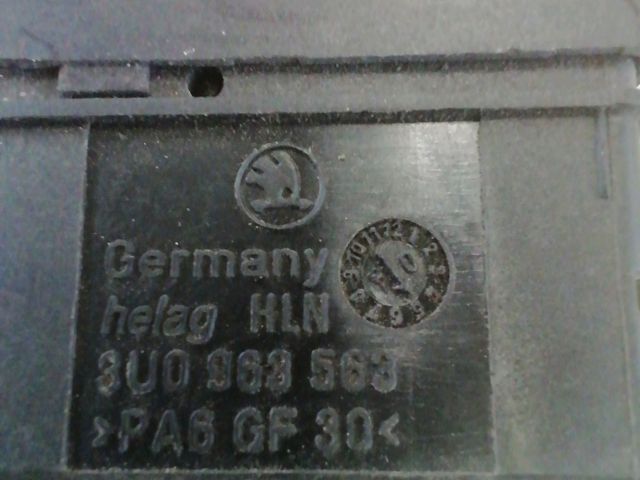 Germany
helag HLN
3U0 963 563
>PA6 GF 30<